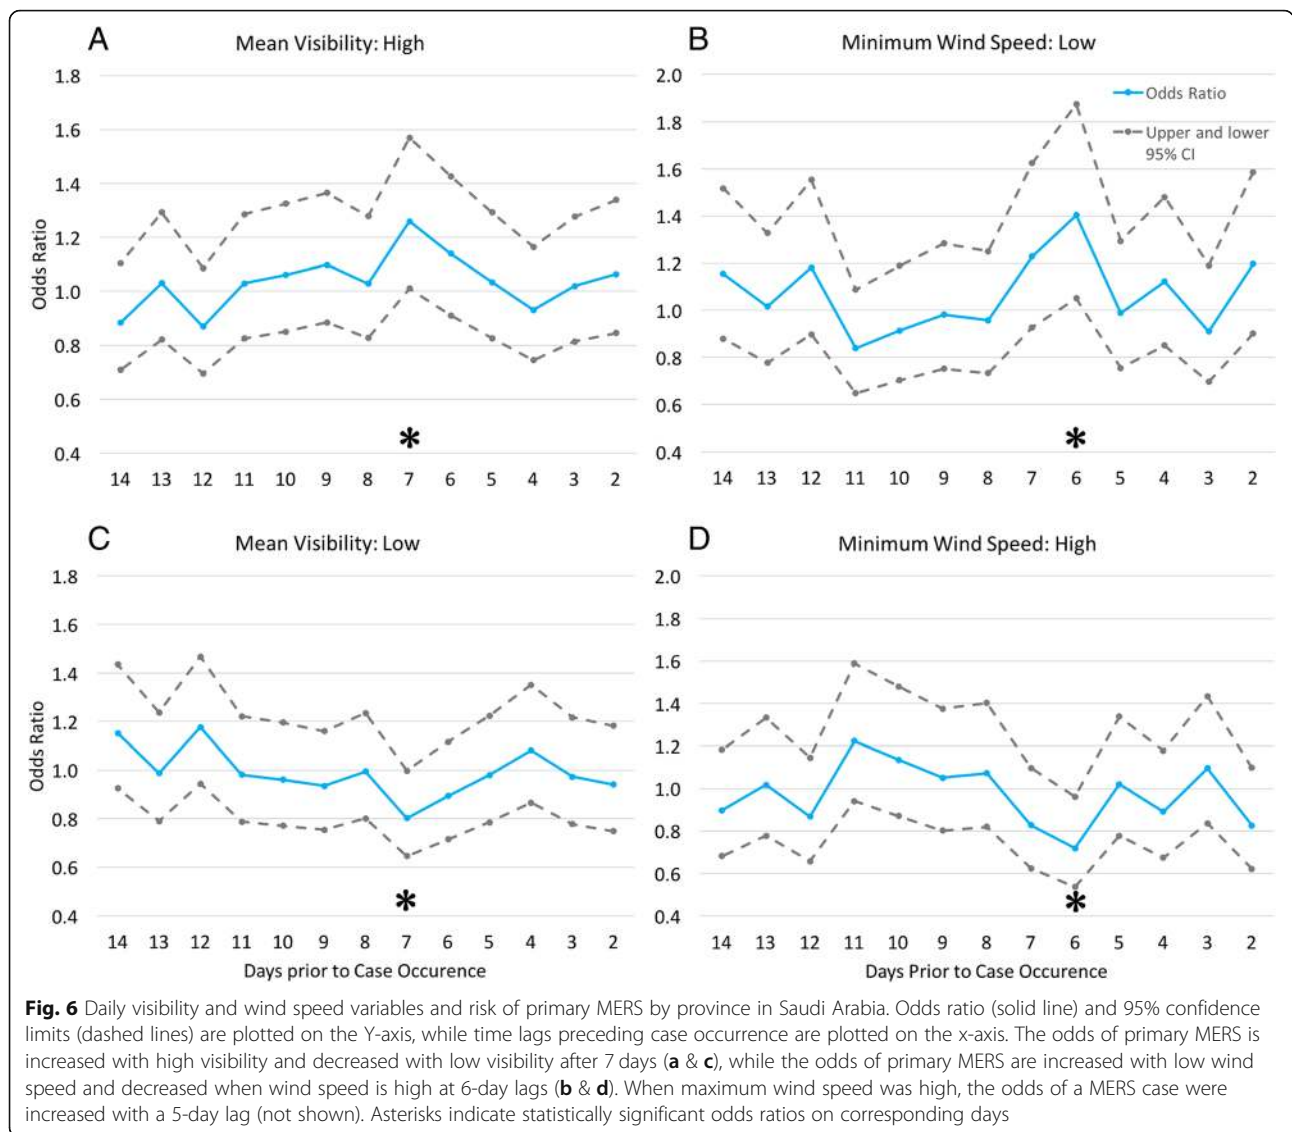 A
Mean Visibility: High
1.8
1.6
1.4
1.2
1.0
0.8
0.6
0.4
Odds Ratio
*
14 13 12 11 10 9 8 7 6 5 4 3 2
B
Minimum Wind Speed: Low
2.0
1.8
1.6
1.4
1.2
1.0
0.8
0.6
0.4
Odds Ratio
Upper and lower
95% CI
*
14 13 12 11 10 9 8 7 6 5 4 3 2
C
Mean Visibility: Low
1.8
1.6
1.4
1.2
1.0
0.8
0.6
0.4
Odds Ratio
*
14 13 12 11 10 9 8 7 6 5 4 3 2
Days prior to Case Occurence
D
Minimum Wind Speed: High
2.0
1.8
1.6
1.4
1.2
1.0
0.8
0.6
0.4
*
14 13 12 11 10 9 8 7 6 5 4 3 2
Days Prior to Case Occurence
Fig. 6 Daily visibility and wind speed variables and risk of primary MERS by province in Saudi Arabia. Odds ratio (solid line) and 95% confidence
limits (dashed lines) are plotted on the Y-axis, while time lags preceding case occurrence are plotted on the x-axis. The odds of primary MERS is
increased with high visibility and decreased with low visibility after 7 days (a & c), while the odds of primary MERS are increased with low wind
speed and decreased when wind speed is high at 6-day lags (b & d). When maximum wind speed was high, the odds of a MERS case were
increased with a 5-day lag (not shown). Asterisks indicate statistically significant odds ratios on corresponding days